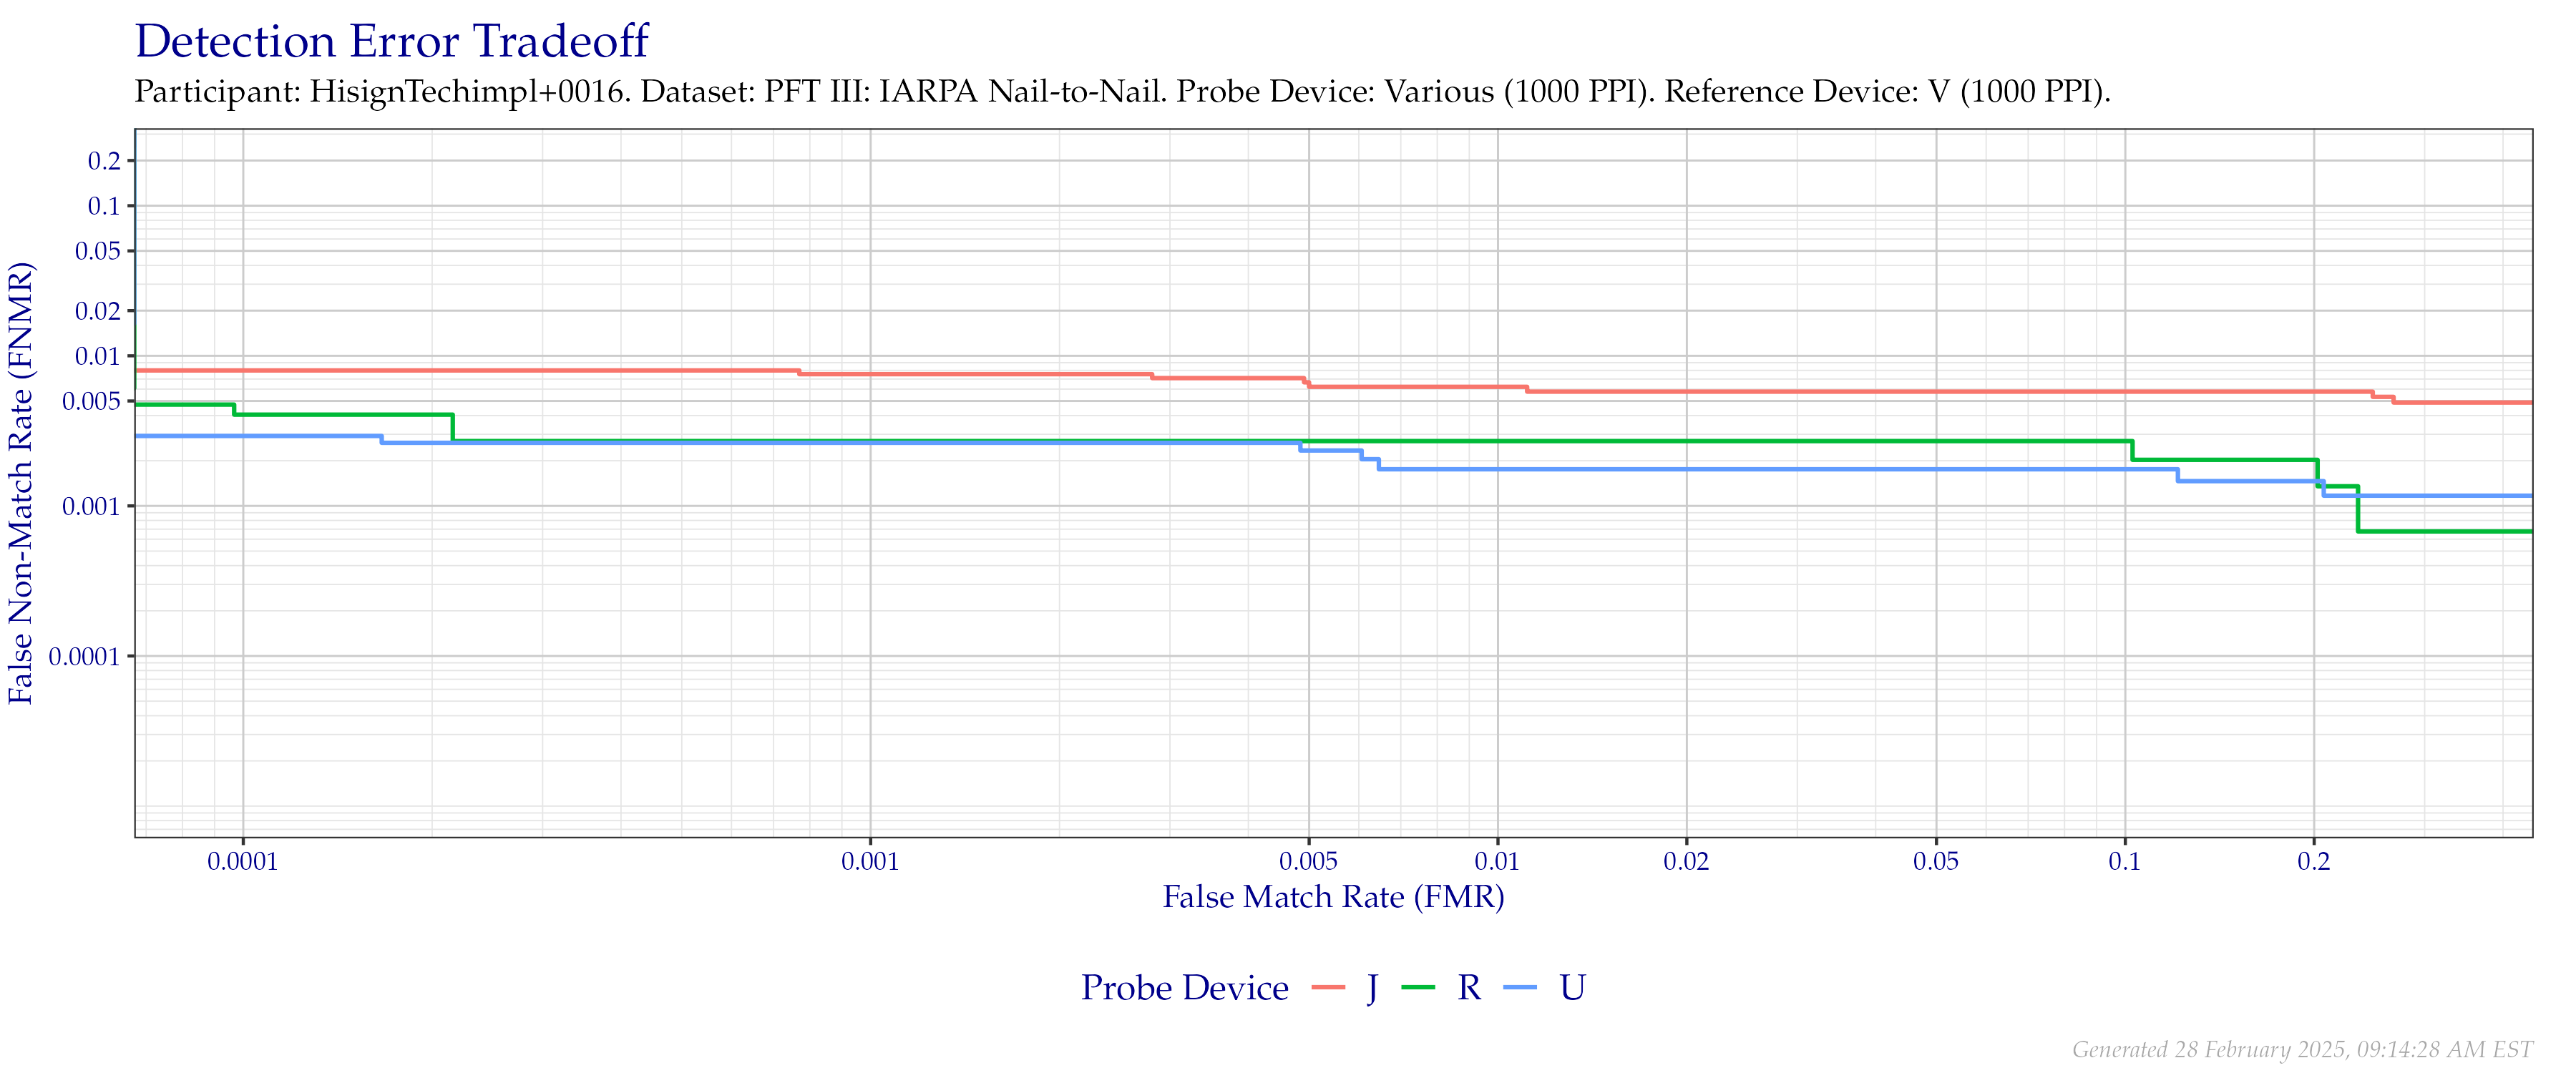 Detection Error Tradeoff
Participant: HisignTechimpl+0016. Dataset: PFT III: IARPA Nail-to-Nail. Probe Device: Various (1000 PPI). Reference Device: V (1000 PPI).
False Non-Match Rate (FNMR)
0.2
0.1
0.05
0.02
0.01
0.005
0.001
0.0001
0.0001 0.001 0.005 0.01 0.02 0.05 0.1 0.2
False Match Rate (FMR)
Probe Device J R U
Generated 28 February 2025, 09:14:28 AM EST